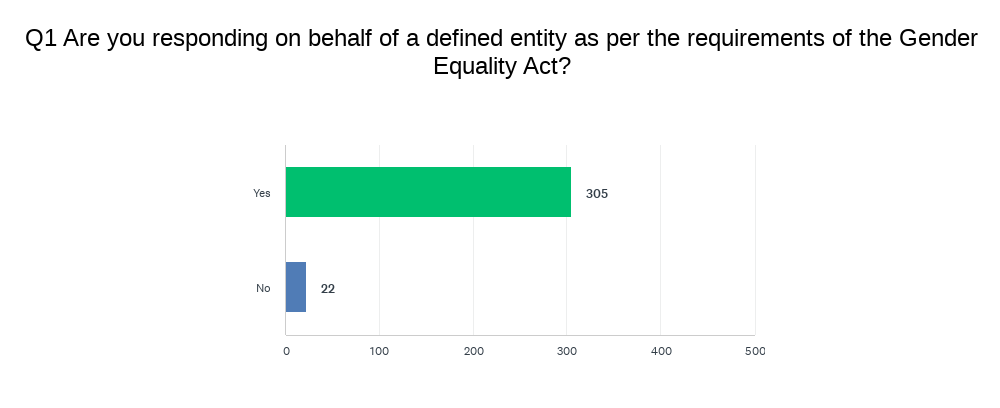 Q1 Are you responding on behalf of a defined entity as per the requirements of the Gender
Equality Act?
Yes
305
No
22
0 100 200 300 400 500